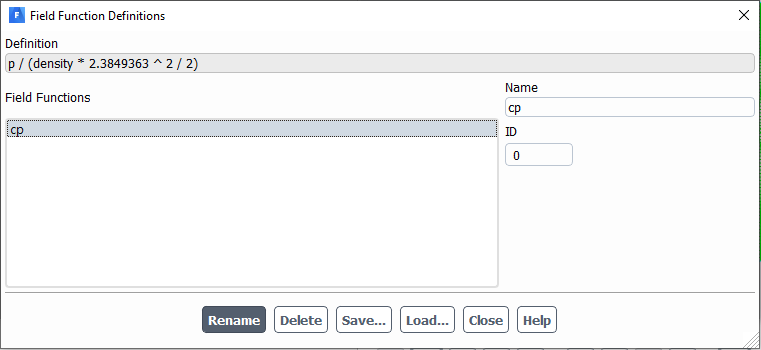 Field Function Definitions
Definition
p / (density * 2.3849363 ^ 2 / 2)
Field Functions
cp
Name
cp
ID
0
Rename Delete Save... Load... Close Help